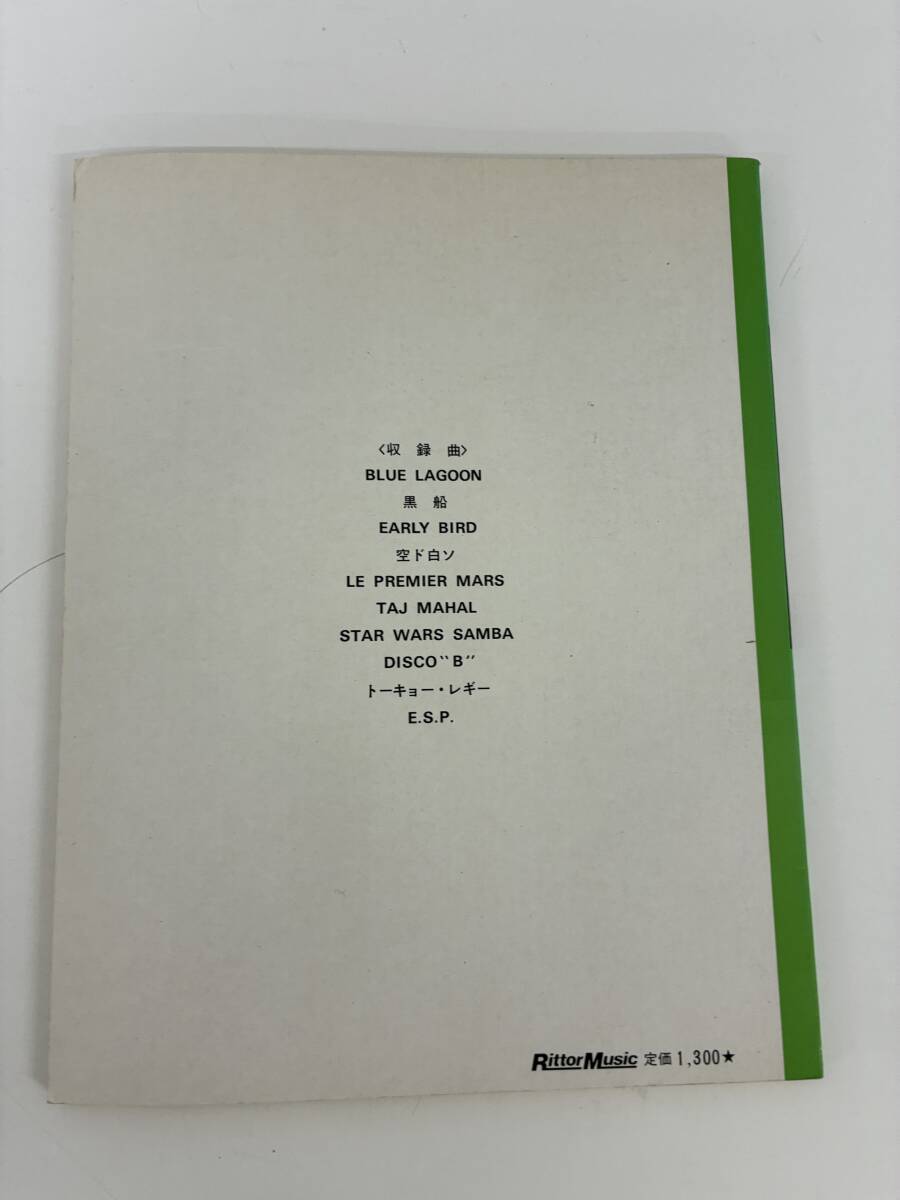 〈収録曲〉
BLUE LAGOON
黒船
EARLY BIRD
空ド白ソ
LE PREMIER MARS
TAJ MAHAL
STAR WARS SAMBA
DISCO"B"
トーキョー・レギー
E.S.P.
RittorMusic 定価1,300★